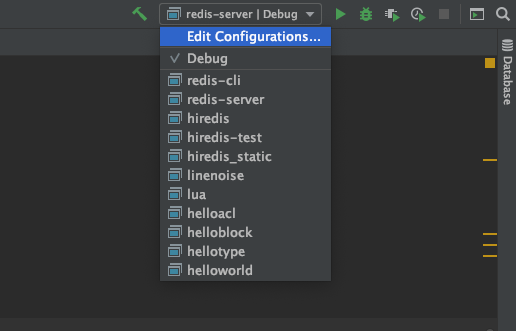 redis-server | Debug
Edit Configurations...
Debug
redis-cli
redis-server
hiredis
hiredis-test
hiredis_static
linenoise
lua
helloacl
helloblock
hellotype
helloworld
Database